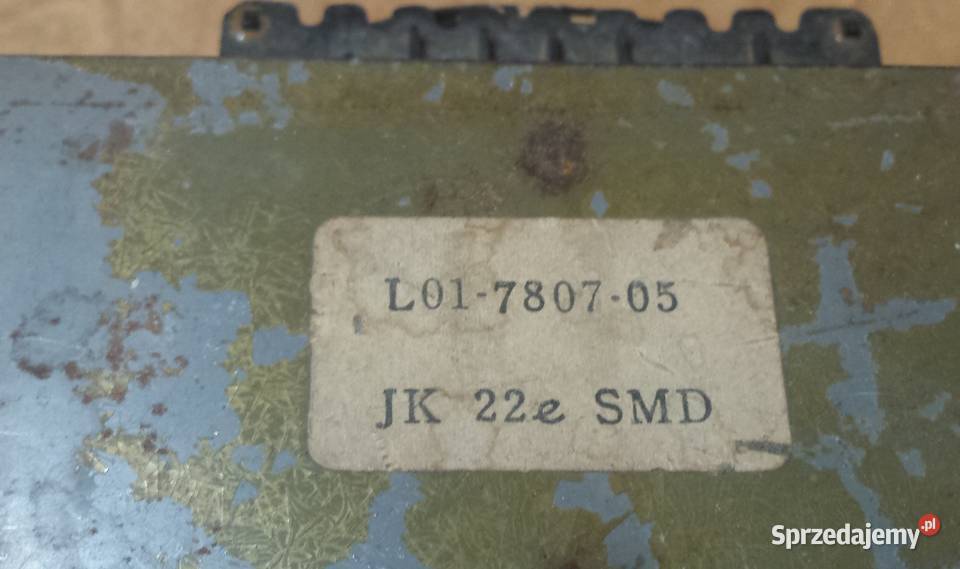 L01-7807-05
JK 22e SMD
Sprzedajemy.pl